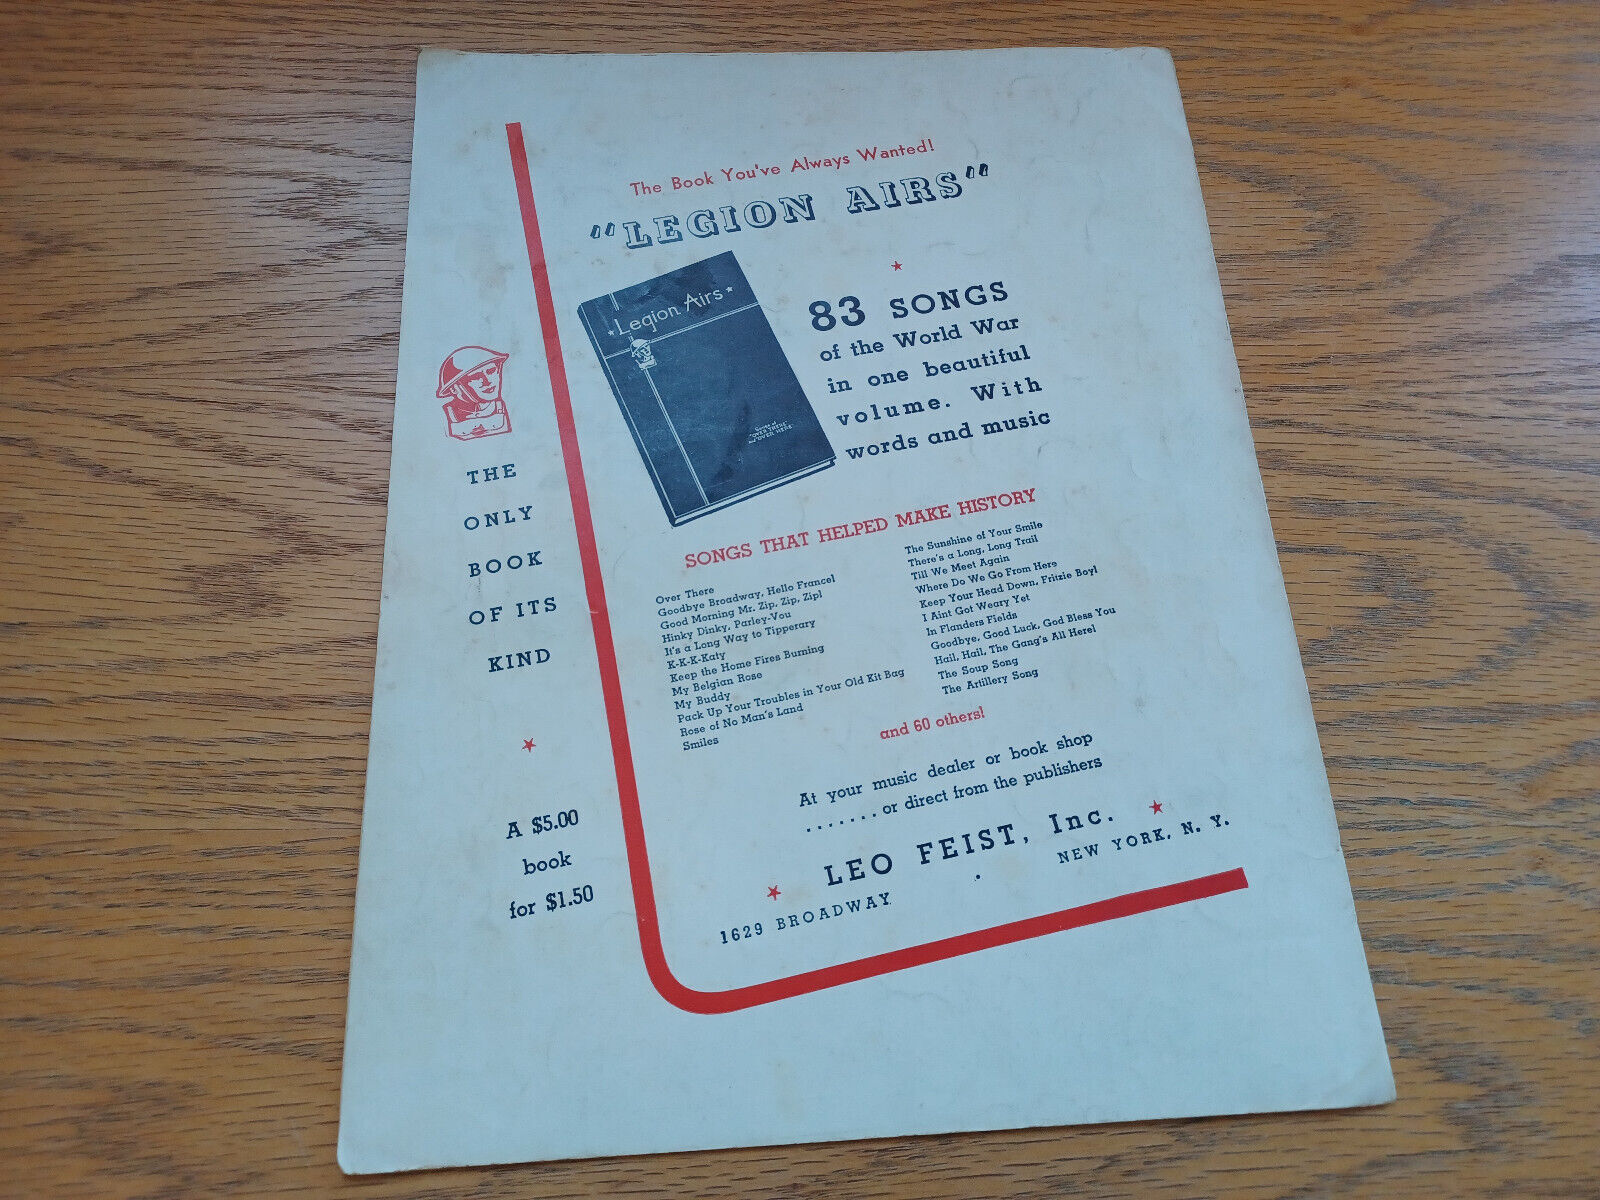 The Book You've Always Wanted!
"LEGION AIRS"
Legion Airs
Songs of
"OVER THERE"
and "OVER HERE"
83 SONGS
of the World War
in one beautiful
volume. With
words and music
THE
ONLY
BOOK
OF ITS
KIND
A $5.00
book
for $1.50
SONGS THAT HELPED MAKE HISTORY
Over There
Goodbye Broadway, Hello France!
Good Morning Mr. Zip, Zip, Zip!
Hinky Dinky, Parley-Vou
It's a Long Way to Tipperary
K-K-K-Katy
Keep the Home Fires Burning
My Belgian Rose
My Buddy
Pack Up Your Troubles in Your Old Kit Bag
Rose of No Man's Land
Smiles
The Sunshine of Your Smile
There's a Long, Long Trail
Till We Meet Again
Where Do We Go From Here
Keep Your Head Down, Fritzie Boy!
I Aint Got Weary Yet
In Flanders Fields
Goodbye, Good Luck, God Bless You
Hail, Hail, The Gang's All Here!
The Soup Song
The Artillery Song
and 60 others!
At your music dealer or book shop
. . . . . . . or direct from the publishers
LEO FEIST, Inc.
1629 BROADWAY · NEW YORK, N. Y.